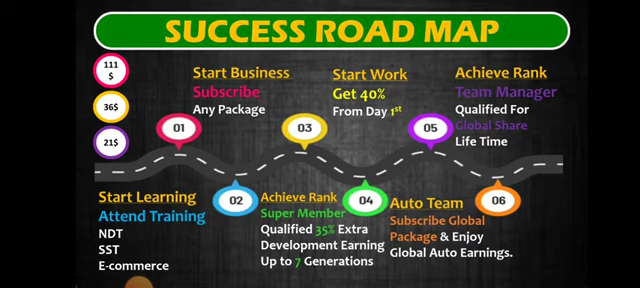 SUCCESS ROAD MAP
111
$
36$
21$
Start Business
Subscribe
Any Package
Start Work
Get 40%
From Day 1st
Achieve Rank
Team Manager
Qualified For
Global Share
Life Time
01
03
05
02
04
06
Start Learning
Attend Training
NDT
SST
E-commerce
Achieve Rank
Super Member
Qualified 35% Extra
Development Earning
Up to 7 Generations
Auto Team
Subscribe Global
Package & Enjoy
Global Auto Earnings.